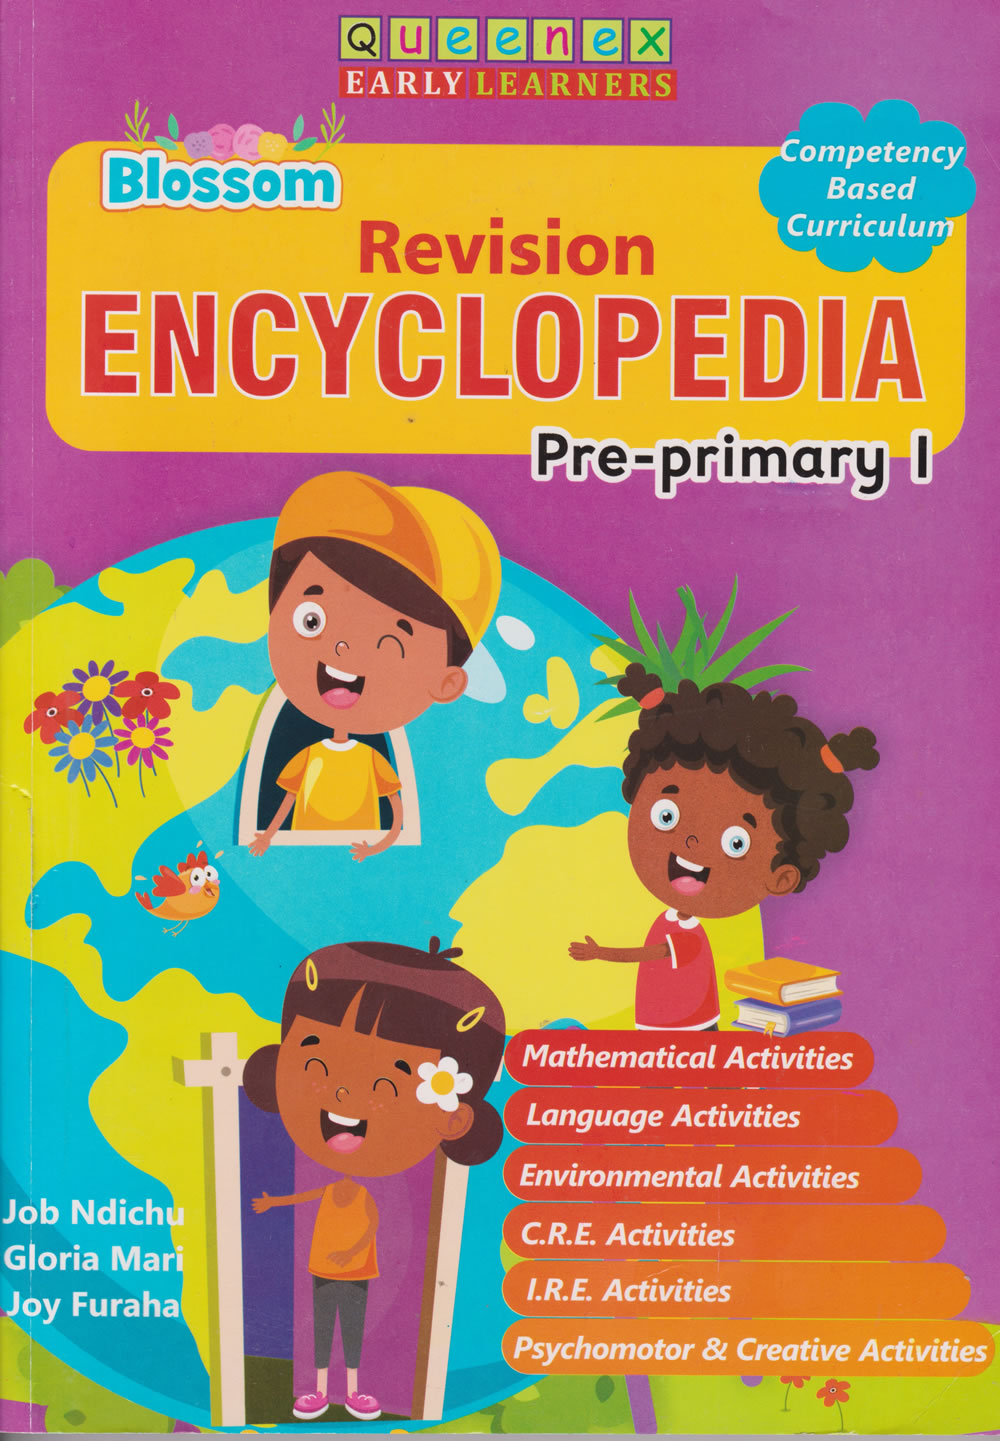 Queenex
EARLY LEARNERS
Blossom
Competency
Based
Curriculum
Revision
ENCYCLOPEDIA
Pre-primary 1
Mathematical Activities
Language Activities
Environmental Activities
C.R.E. Activities
I.R.E. Activities
Psychomotor & Creative Activities
Job Ndichu
Gloria Mari
Joy Furaha